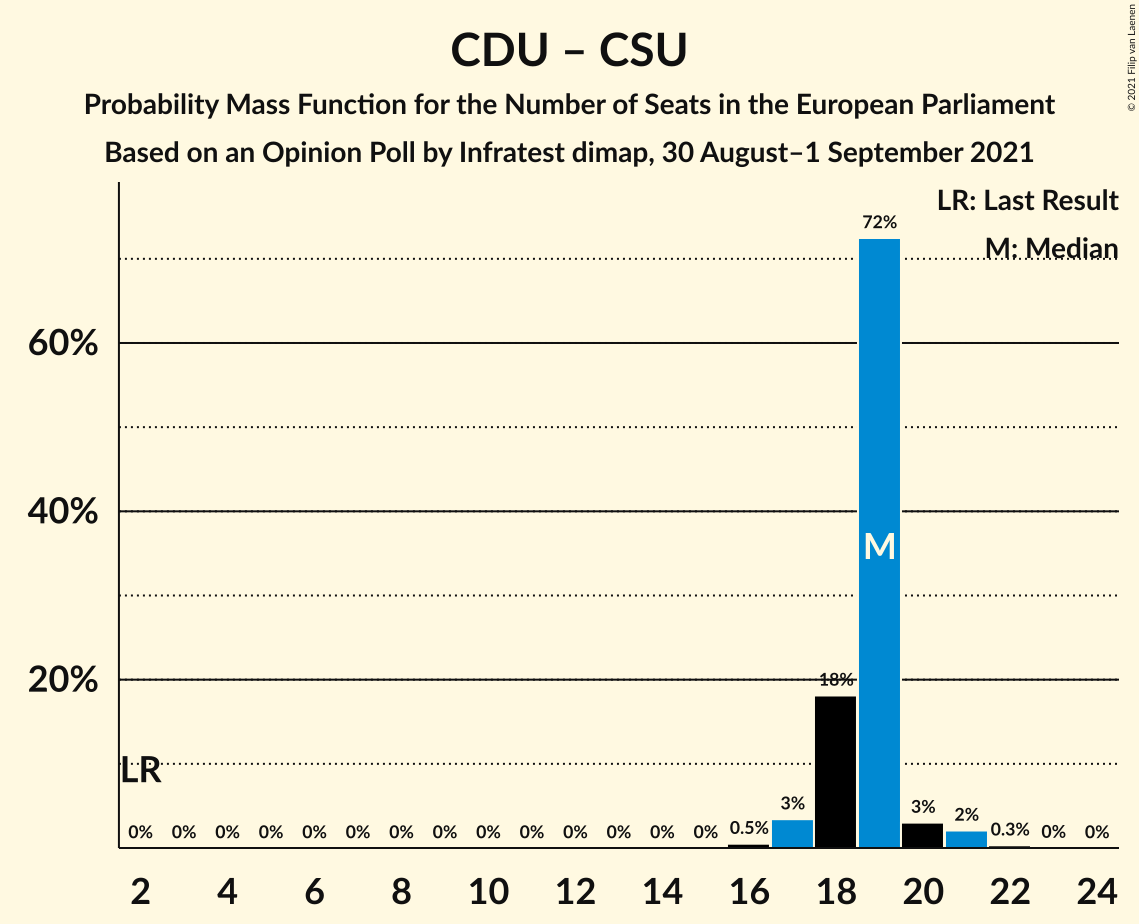 CDU – CSU
Probability Mass Function for the Number of Seats in the European Parliament
Based on an Opinion Poll by Infratest dimap, 30 August–1 September 2021
© 2021 Filip van Laenen
LR: Last Result
M: Median
60%
40%
20%
72%
M
18%
LR
0% 0% 0% 0% 0% 0% 0% 0% 0% 0% 0% 0% 0% 0% 0.5% 3% 3% 2% 0.3% 0% 0%
2 4 6 8 10 12 14 16 18 20 22 24